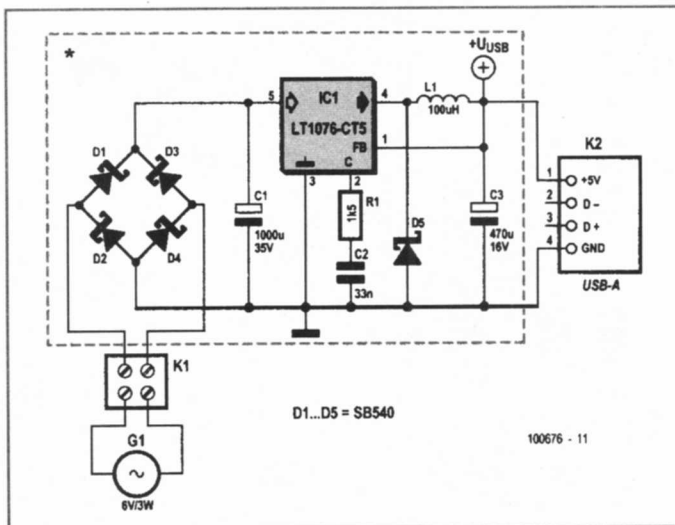 *
+UUSB
L1
100uH
5
IC1
4
LT1076-CT5
FB
1
C
3
2
K2
1
+5V
2
D−
3
D+
4
GND
USB-A
D1
D3
D2
D4
C1
1000u
35V
R1
1k5
C2
33n
D5
C3
470u
16V
K1
D1...D5 = SB540
G1
6V/3W
100676 - 11